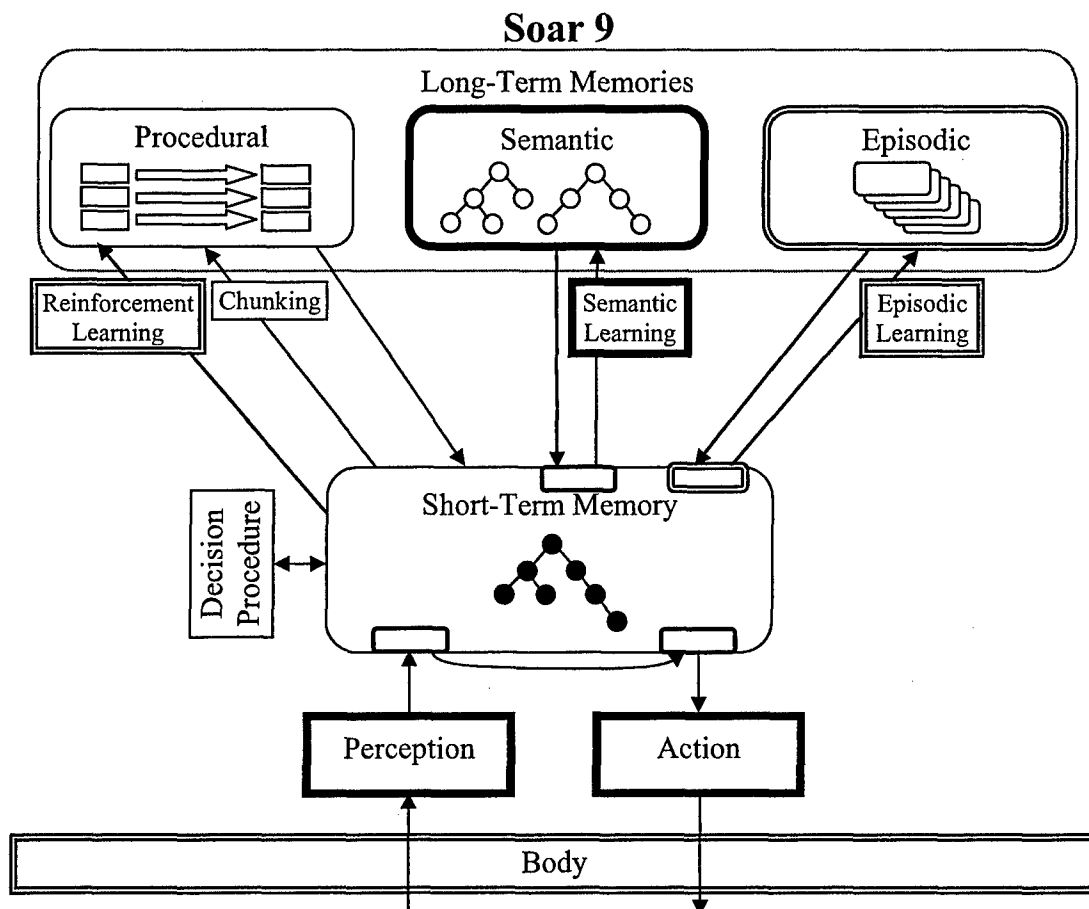 Soar 9
Long-Term Memories
Procedural
Semantic
Episodic
Reinforcement
Learning
Chunking
Semantic
Learning
Episodic
Learning
Short-Term Memory
Decision
Procedure
Perception
Action
Body